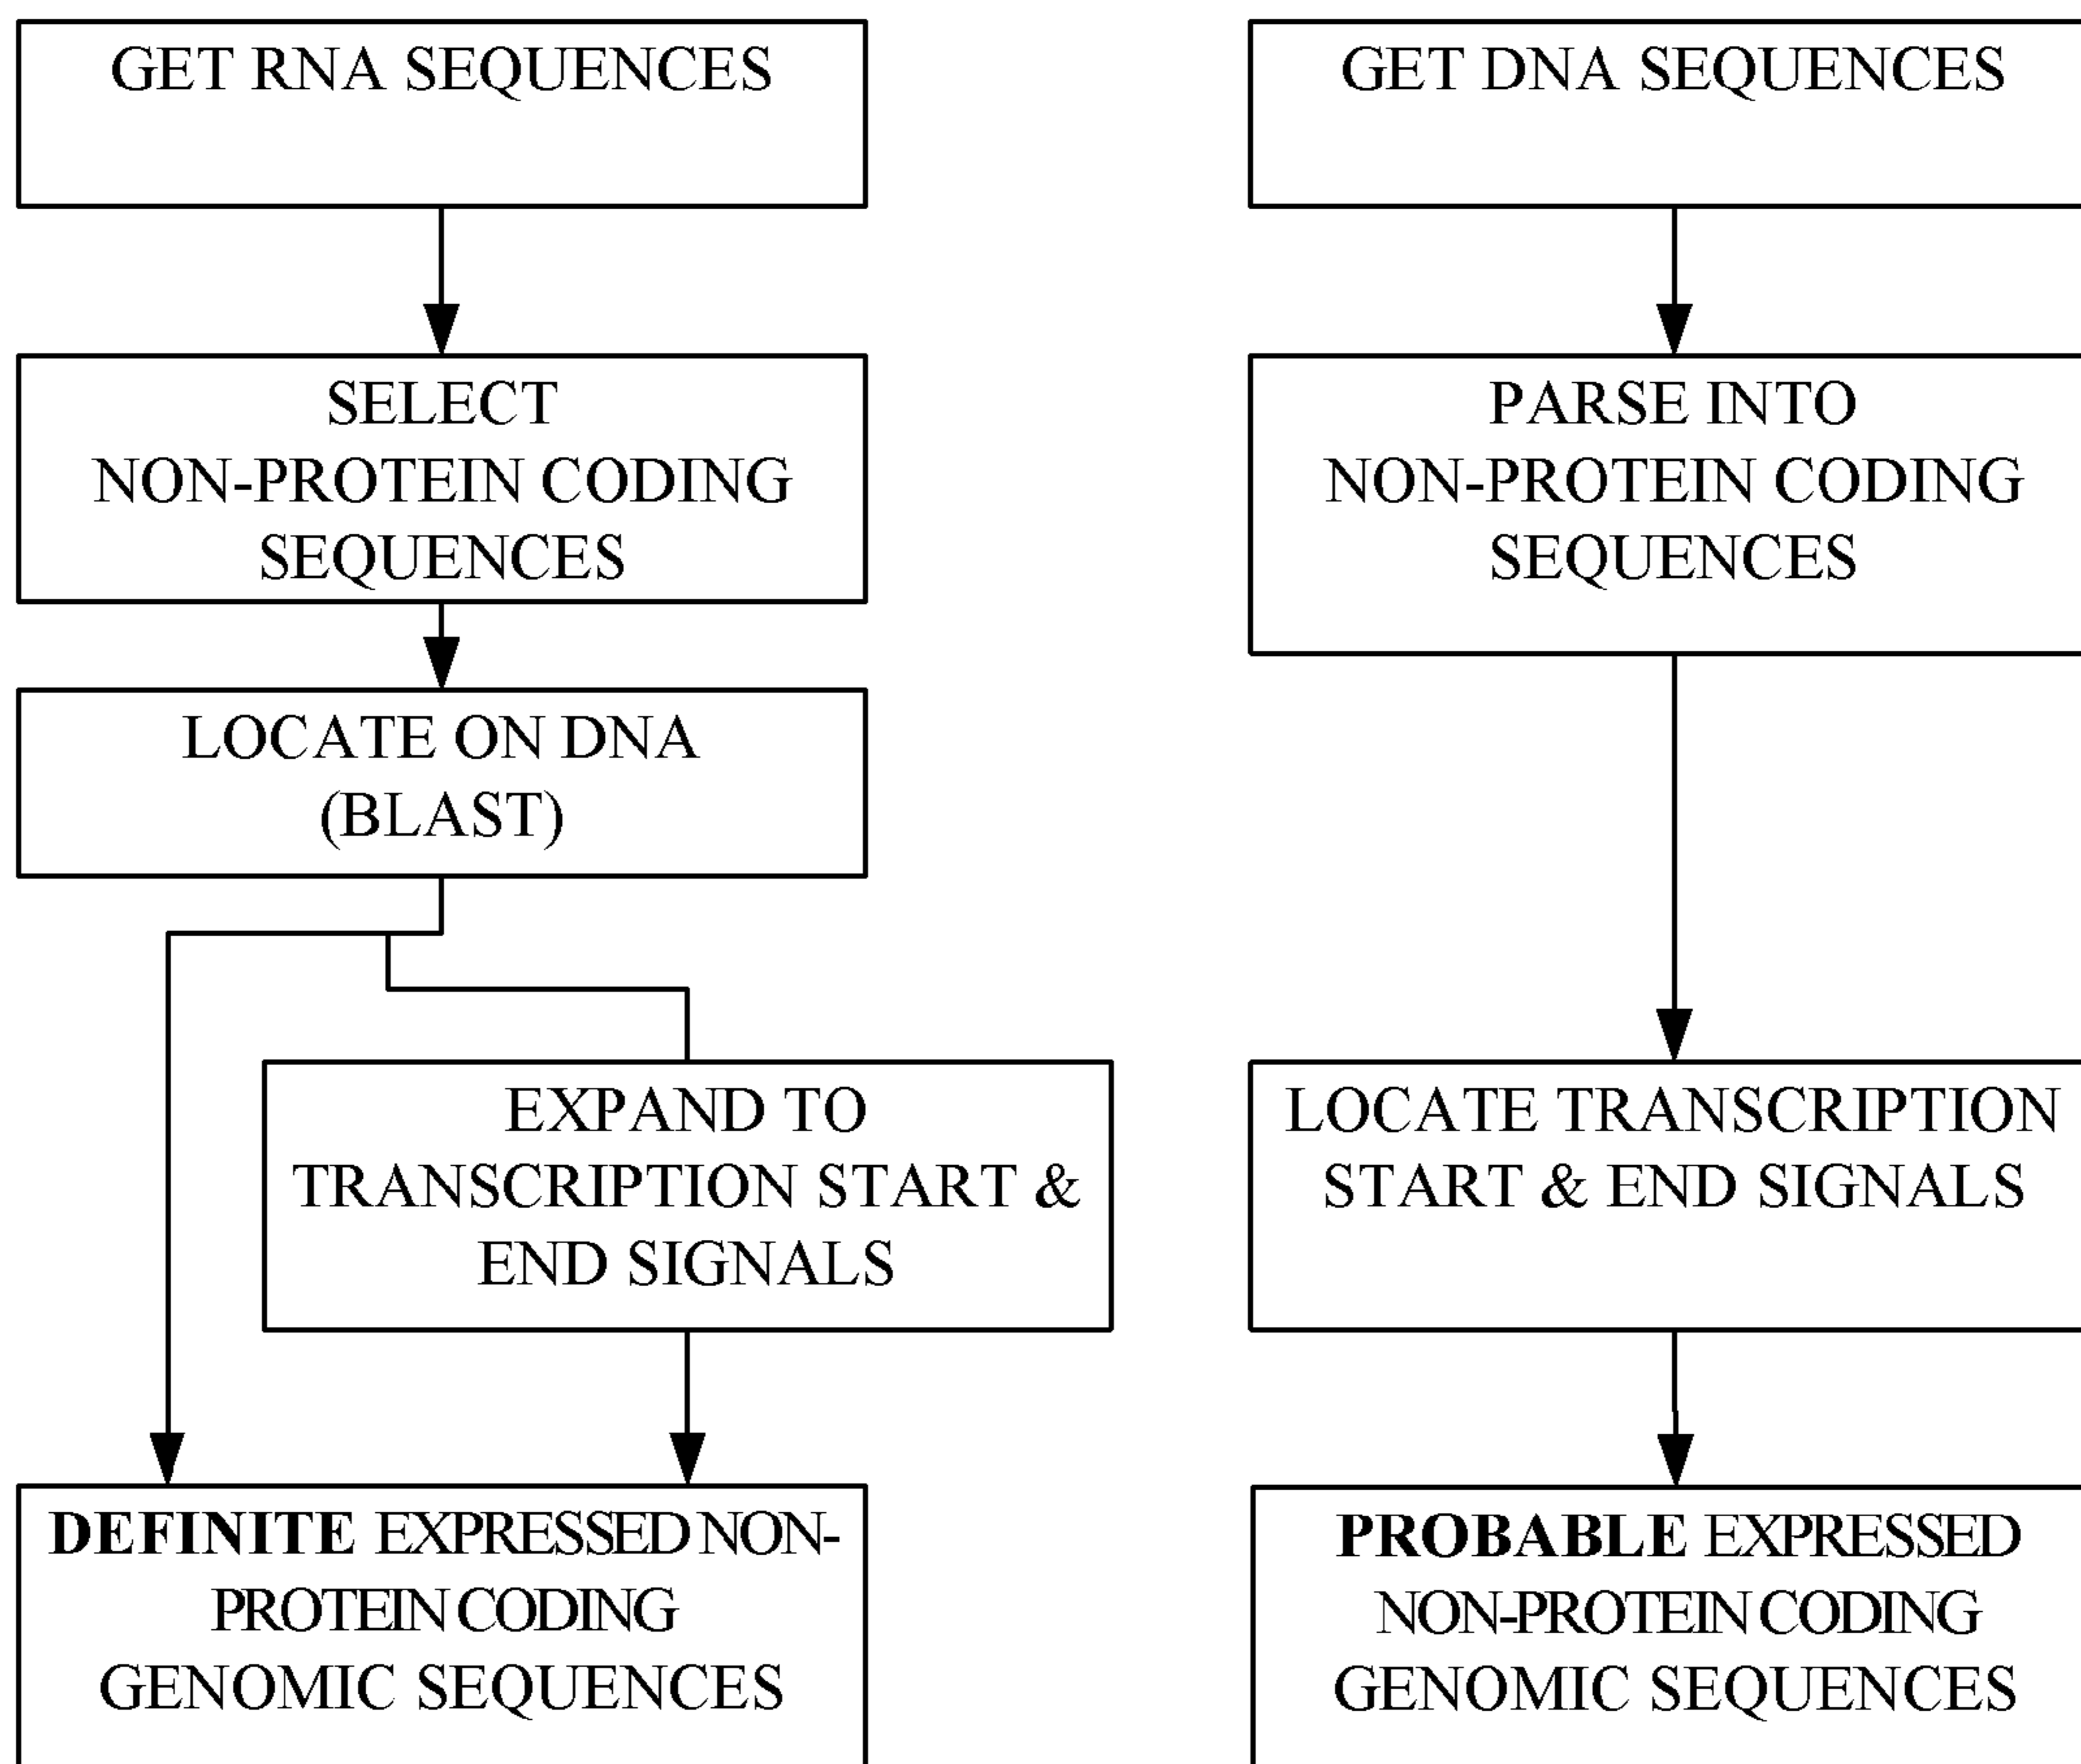 GET RNA SEQUENCES
SELECT
NON-PROTEIN CODING
SEQUENCES
LOCATE ON DNA
(BLAST)
EXPAND TO
TRANSCRIPTION START &
END SIGNALS
DEFINITE EXPRESSED NON-
PROTEIN CODING
GENOMIC SEQUENCES
GET DNA SEQUENCES
PARSE INTO
NON-PROTEIN CODING
SEQUENCES
LOCATE TRANSCRIPTION
START & END SIGNALS
PROBABLE EXPRESSED
NON-PROTEIN CODING
GENOMIC SEQUENCES